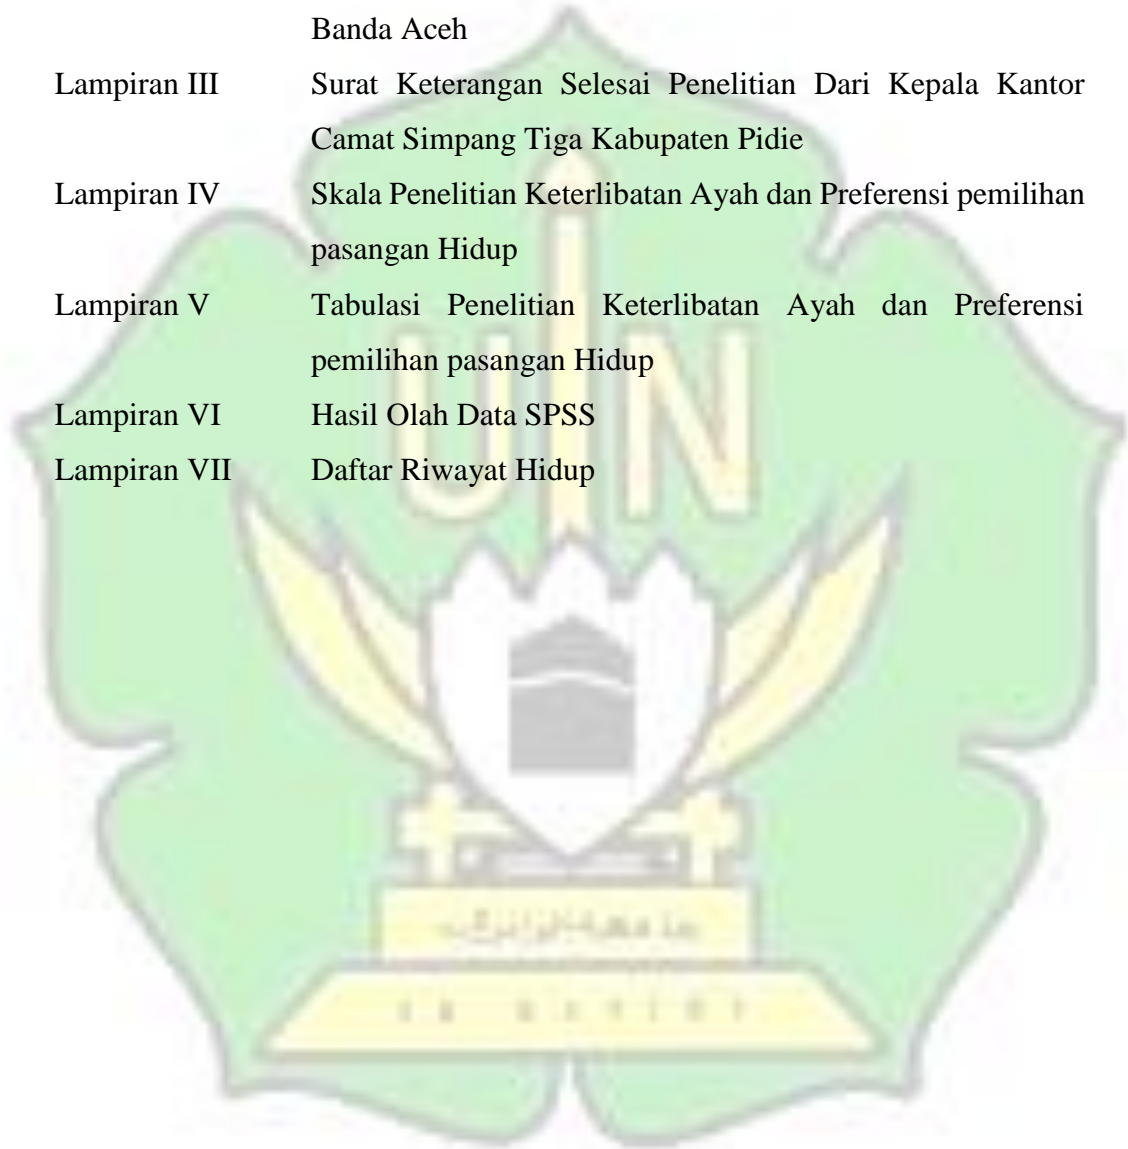 Banda Aceh
Lampiran III Surat Keterangan Selesai Penelitian Dari Kepala Kantor
Camat Simpang Tiga Kabupaten Pidie
Lampiran IV Skala Penelitian Keterlibatan Ayah dan Preferensi pemilihan
pasangan Hidup
Lampiran V Tabulasi Penelitian Keterlibatan Ayah dan Preferensi
pemilihan pasangan Hidup
Lampiran VI Hasil Olah Data SPSS
Lampiran VII Daftar Riwayat Hidup
UIN